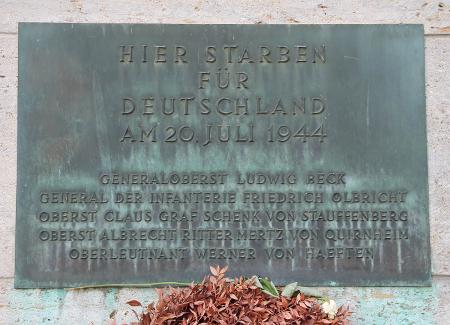 HIER STARBEN
FÜR
DEUTSCHLAND
AM 20. JULI 1944
GENERALOBERST LUDWIG BECK
GENERAL DER INFANTERIE FRIEDRICH OLBRICHT
OBERST CLAUS GRAF SCHENK VON STAUFFENBERG
OBERST ALBRECHT RITTER MERTZ VON QUIRNHEIM
OBERLEUTNANT WERNER VON HAEFTEN